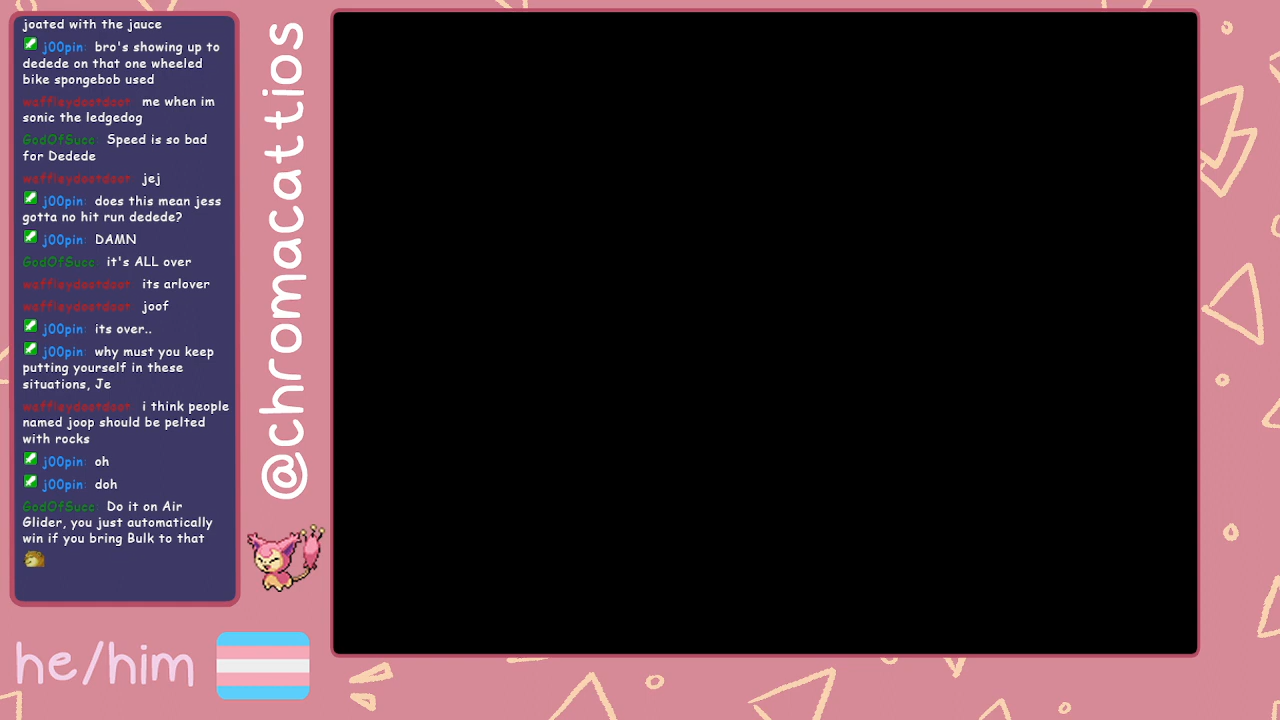 joated with the jauce
j00pin: bro's showing up to
dedede on that one wheeled
bike spongebob used
waffleydootdoot: me when im
sonic the ledgedog
GodOfSucc: Speed is so bad
for Dedede
waffleydootdoot: jej
j00pin: does this mean jess
gotta no hit run dedede?
j00pin: DAMN
GodOfSucc: it's ALL over
waffleydootdoot: its arlover
waffleydootdoot: joof
j00pin: its over..
j00pin: why must you keep
putting yourself in these
situations, Je
waffleydootdoot: i think people
named joop should be pelted
with rocks
j00pin: oh
j00pin: doh
GodOfSucc: Do it on Air
Glider, you just automatically
win if you bring Bulk to that
@chromacattios
he/him